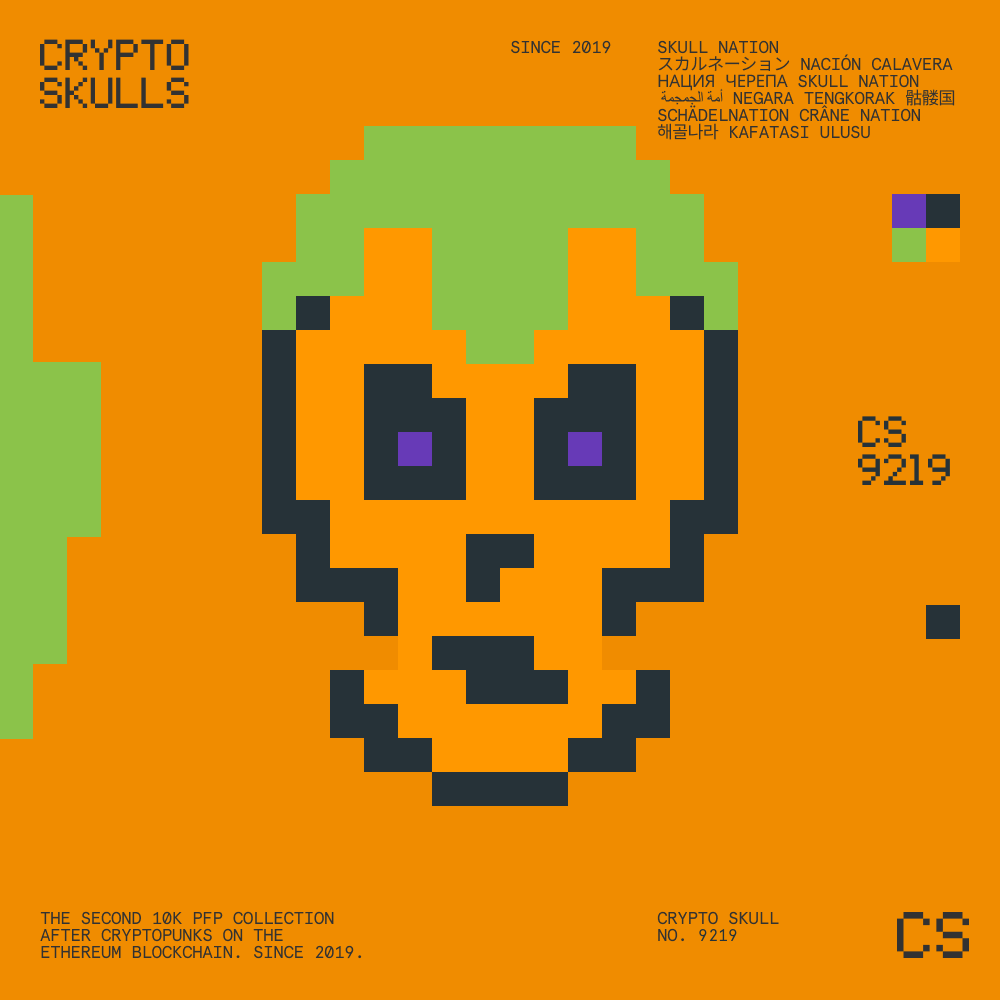 CRYPTO
SKULLS
SINCE 2019
SKULL NATION
スカルネーション NACIÓN CALAVERA
НАЦИЯ ЧЕРЕПА SKULL NATION
أمة الجمجمة NEGARA TENGKORAK 骷髅国
SCHÄDELNATION CRÂNE NATION
해골나라 KAFATASI ULUSU
CS
9219
THE SECOND 10K PFP COLLECTION
AFTER CRYPTOPUNKS ON THE
ETHEREUM BLOCKCHAIN. SINCE 2019.
CRYPTO SKULL
NO. 9219
CS